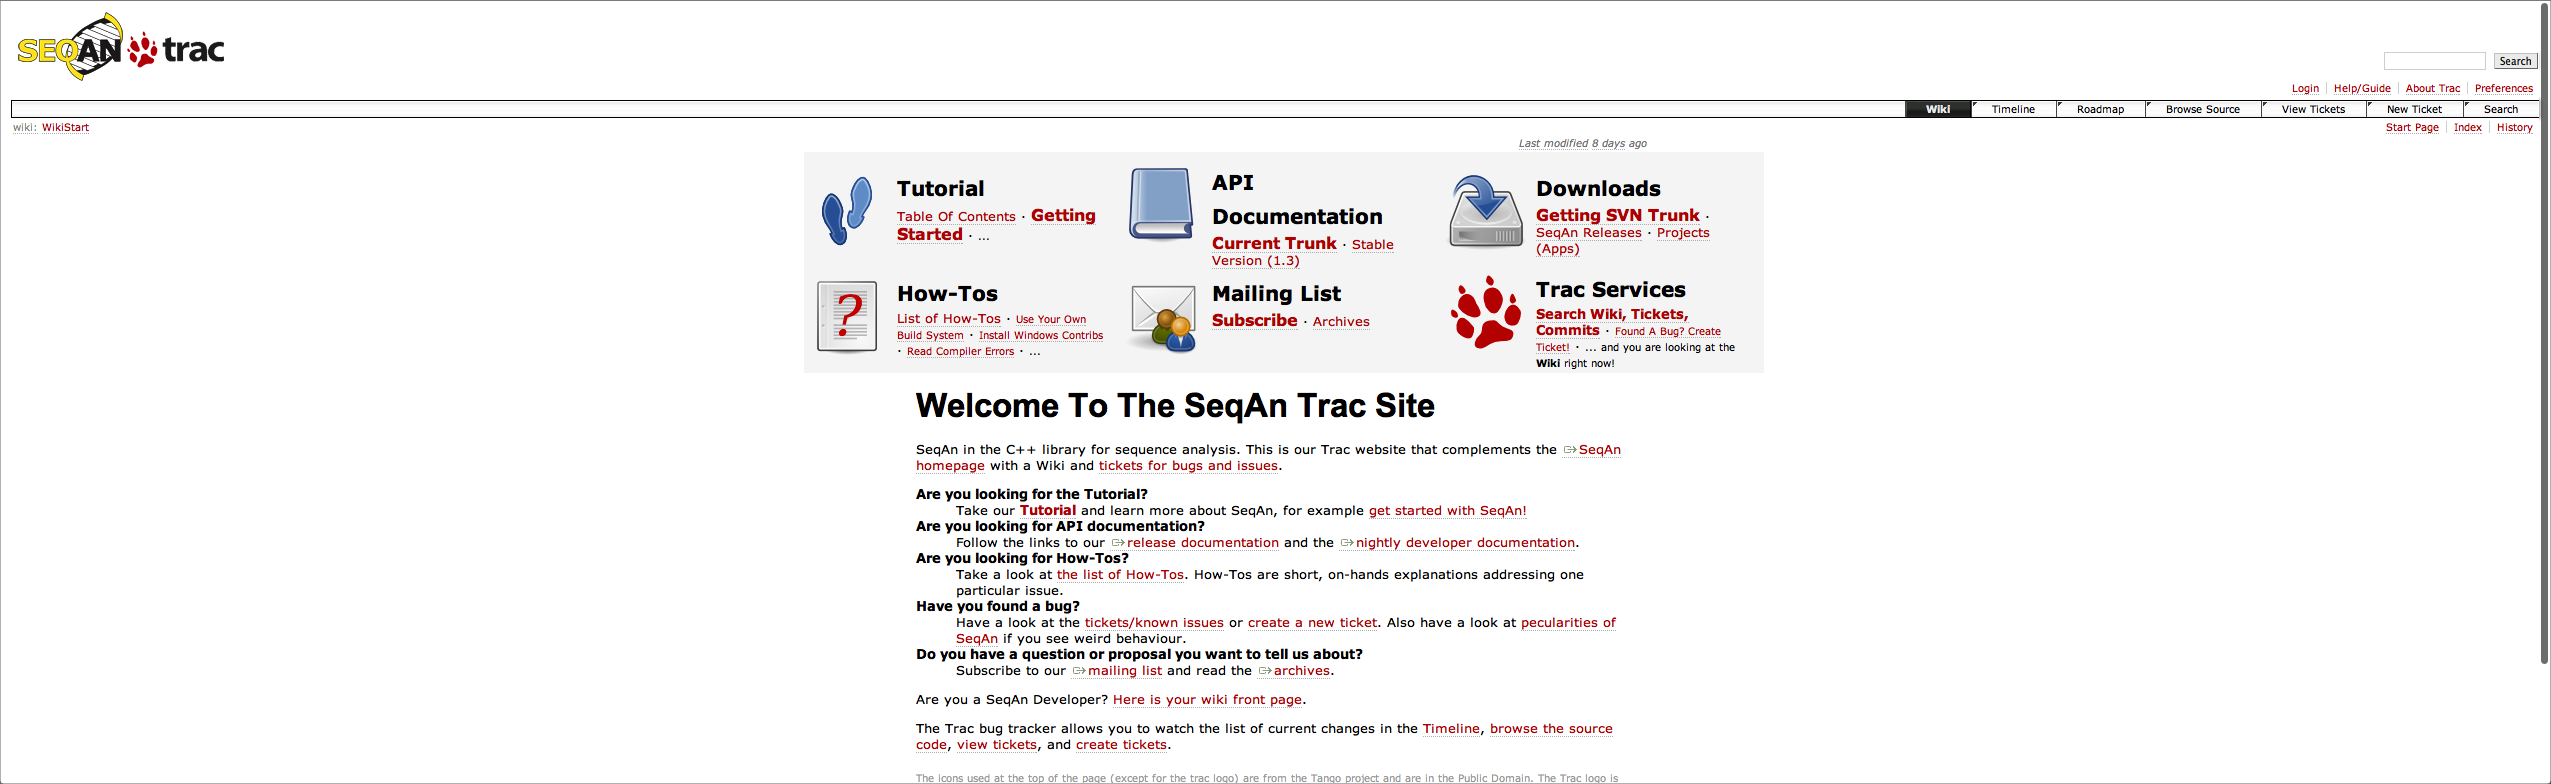 SEQAN trac
Search
Login Help/Guide About Trac Preferences
Wiki Timeline Roadmap Browse Source View Tickets New Ticket Search
wiki: WikiStart
Start Page Index History
Last modified 8 days ago
Tutorial
Table Of Contents · Getting
Started · ...
API
Documentation
Current Trunk · Stable
Version (1.3)
Downloads
Getting SVN Trunk ·
SeqAn Releases · Projects
(Apps)
?
How-Tos
List of How-Tos · Use Your Own
Build System · Install Windows Contribs
· Read Compiler Errors · ...
Mailing List
Subscribe · Archives
Trac Services
Search Wiki, Tickets,
Commits · Found A Bug? Create
Ticket! · ... and you are looking at the
Wiki right now!
Welcome To The SeqAn Trac Site
SeqAn in the C++ library for sequence analysis. This is our Trac website that complements the SeqAn
homepage with a Wiki and tickets for bugs and issues.
Are you looking for the Tutorial?
Take our Tutorial and learn more about SeqAn, for example get started with SeqAn!
Are you looking for API documentation?
Follow the links to our release documentation and the nightly developer documentation.
Are you looking for How-Tos?
Take a look at the list of How-Tos. How-Tos are short, on-hands explanations addressing one
particular issue.
Have you found a bug?
Have a look at the tickets/known issues or create a new ticket. Also have a look at pecularities of
SeqAn if you see weird behaviour.
Do you have a question or proposal you want to tell us about?
Subscribe to our mailing list and read the archives.
Are you a SeqAn Developer? Here is your wiki front page.
The Trac bug tracker allows you to watch the list of current changes in the Timeline, browse the source
code, view tickets, and create tickets.
The icons used at the top of the page (except for the trac logo) are from the Tango project and are in the Public Domain. The Trac logo is